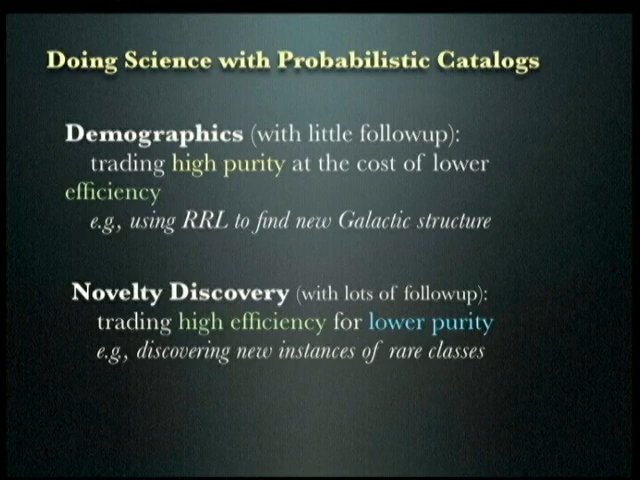 Doing Science with Probabilistic Catalogs
Demographics (with little followup):
trading high purity at the cost of lower
efficiency
e.g., using RRL to find new Galactic structure
Novelty Discovery (with lots of followup):
trading high efficiency for lower purity
e.g., discovering new instances of rare classes